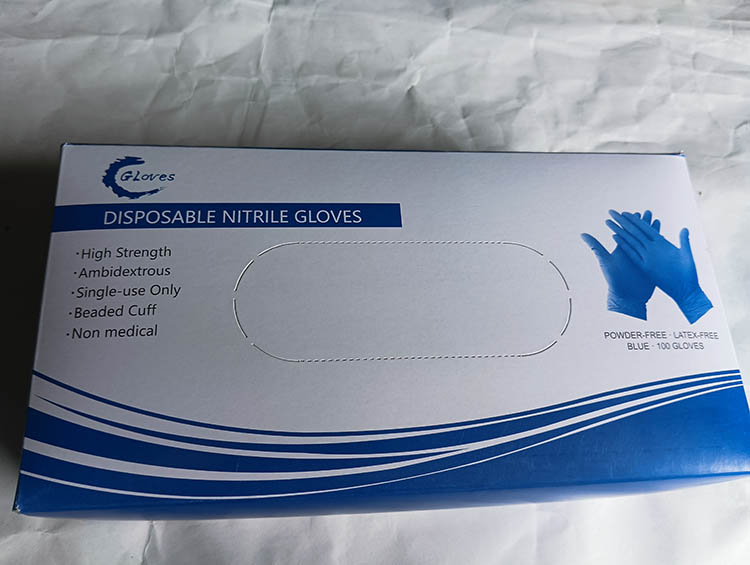 GLoves
DISPOSABLE NITRILE GLOVES
·High Strength
·Ambidextrous
·Single-use Only
·Beaded Cuff
·Non medical
POWDER-FREE · LATEX-FREE
BLUE · 100 GLOVES